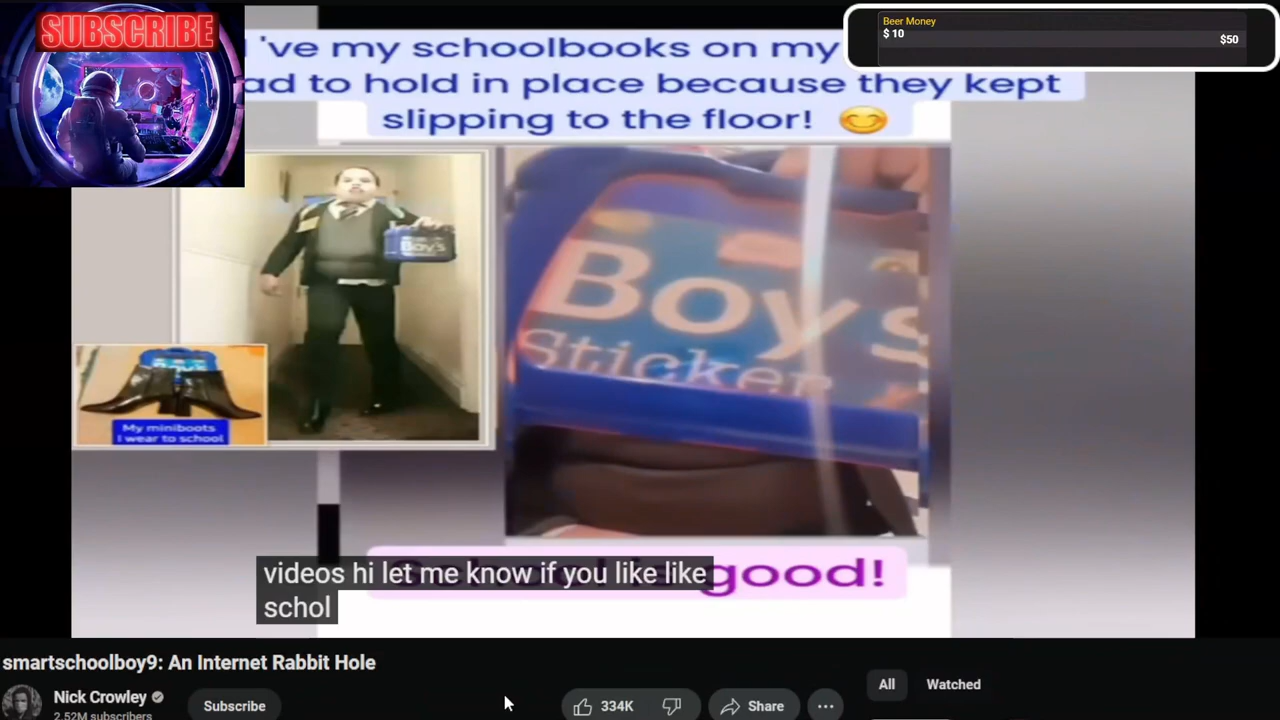 SUBSCRIBE
Beer Money
$ 10
$50
've my schoolbooks on my
ad to hold in place because they kept
slipping to the floor! 😊
Boy's
Boy's
Sticker
My miniboots
I wear to school
videos hi let me know if you like like
schol
good!
smartschoolboy9: An Internet Rabbit Hole
Nick Crowley
2.52M subscribers
Subscribe
334K
Share
All
Watched